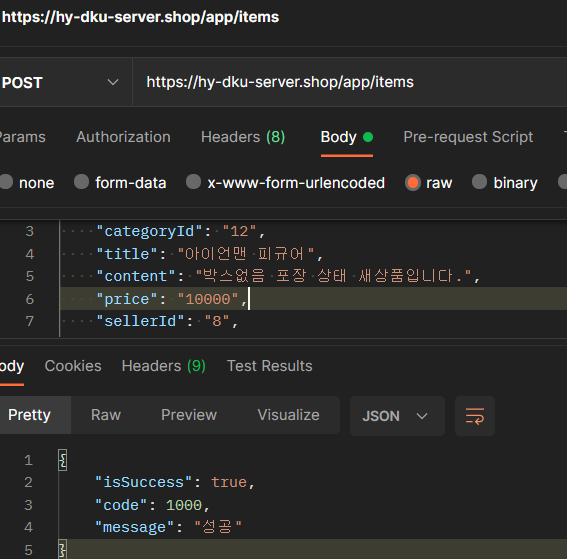 https://hy-dku-server.shop/app/items
POST https://hy-dku-server.shop/app/items
Params Authorization Headers (8) Body Pre-request Script
none form-data x-www-form-urlencoded raw binary
3 "categoryId": "12",
4 "title": "아이언맨 피규어",
5 "content": "박스없음 포장 상태 새상품입니다.",
6 "price": "10000",
7 "sellerId": "8",
Body Cookies Headers (9) Test Results
Pretty Raw Preview Visualize JSON
1 {
2 "isSuccess": true,
3 "code": 1000,
4 "message": "성공"
5 }